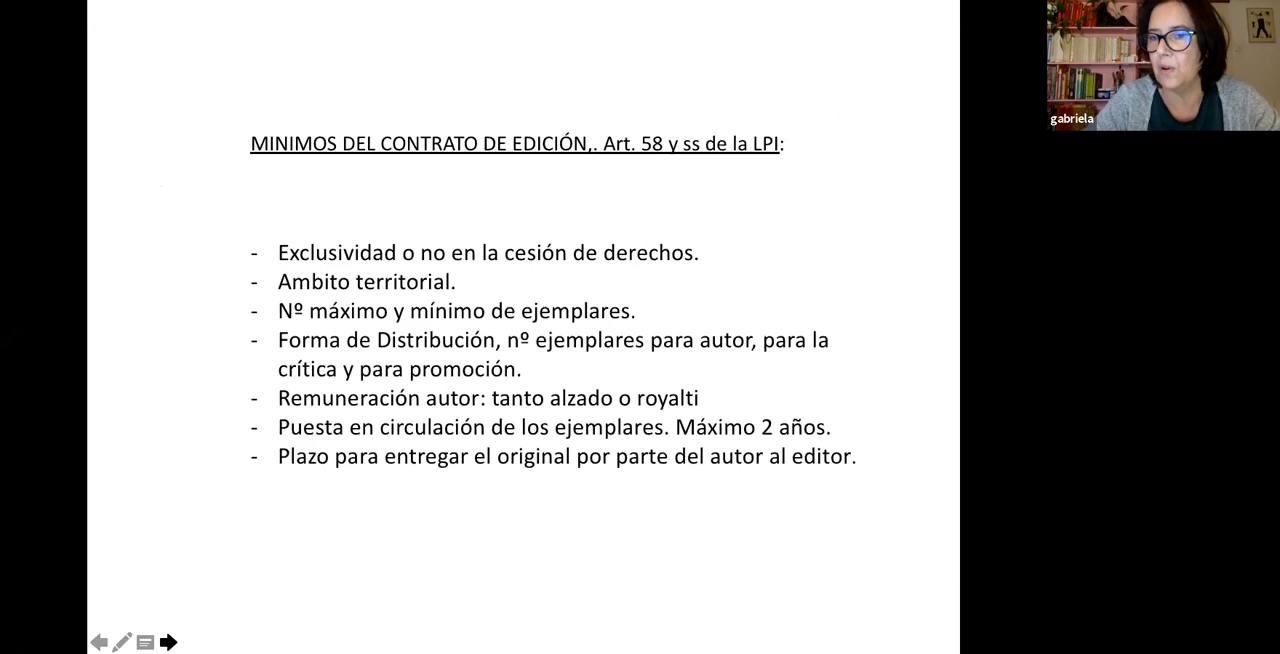 MINIMOS DEL CONTRATO DE EDICIÓN,. Art. 58 y ss de la LPI:
- Exclusividad o no en la cesión de derechos.
- Ambito territorial.
- Nº máximo y mínimo de ejemplares.
- Forma de Distribución, nº ejemplares para autor, para la
crítica y para promoción.
- Remuneración autor: tanto alzado o royalti
- Puesta en circulación de los ejemplares. Máximo 2 años.
- Plazo para entregar el original por parte del autor al editor.
gabriela